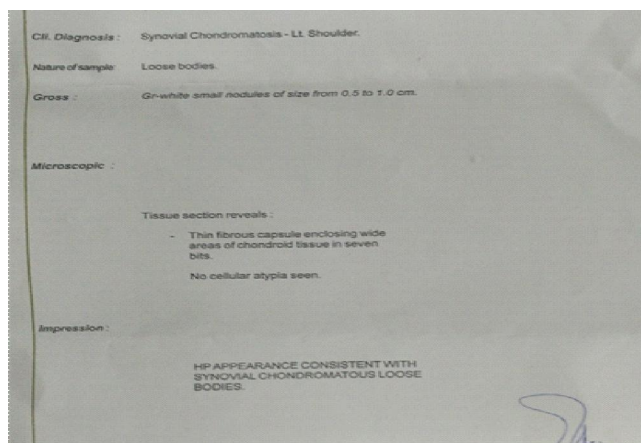 Cli. Diagnosis : Synovial Chondromatosis - Lt. Shoulder.
Nature of sample: Loose bodies.
Gross : Gr-white small nodules of size from 0.5 to 1.0 cm.
Microscopic :
Tissue section reveals :
- Thin fibrous capsule enclosing wide
areas of chondroid tissue in seven
bits.
No cellular atypia seen.
Impression :
HP APPEARANCE CONSISTENT WITH
SYNOVIAL CHONDROMATOUS LOOSE
BODIES.